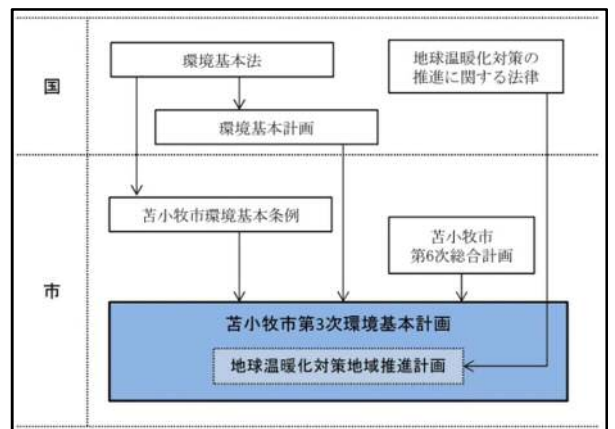 国
環境基本法
地球温暖化対策の
推進に関する法律
環境基本計画
市
苫小牧市環境基本条例
苫小牧市
第6次総合計画
苫小牧市第3次環境基本計画
地球温暖化対策地域推進計画